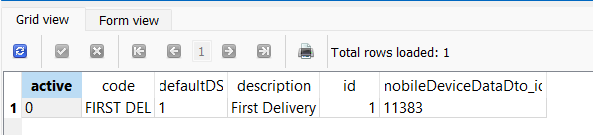 Grid view Form view
1 Total rows loaded: 1
active code defaultDS description id nobileDeviceDataDto_ic
1 0 FIRST DEL 1 First Delivery 1 11383